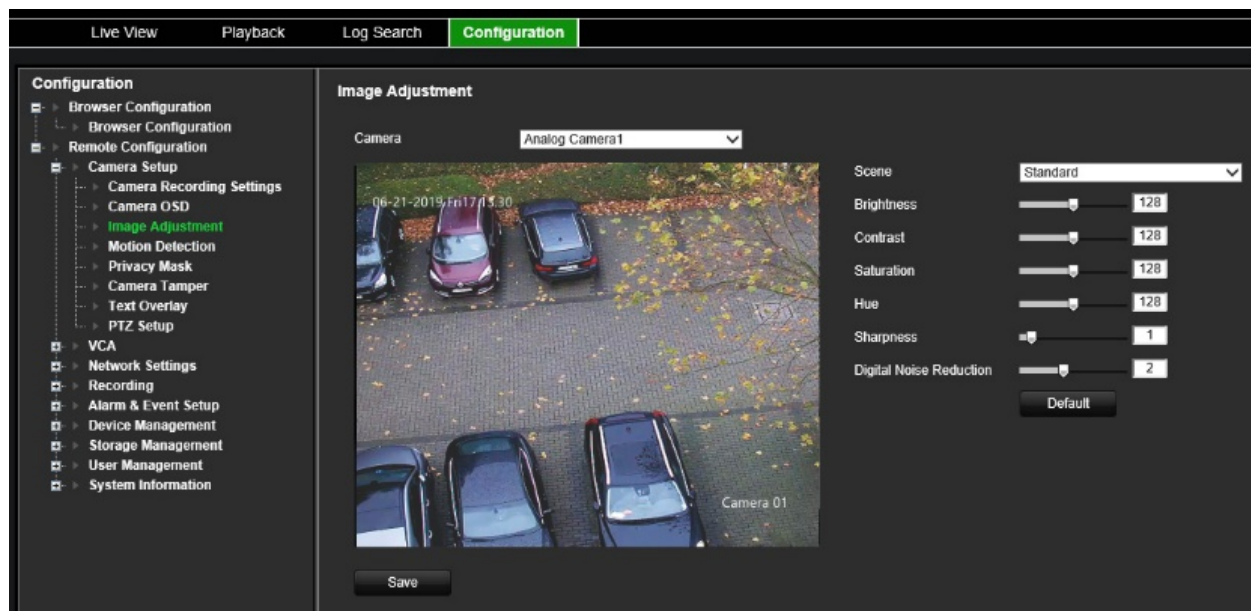 Live View Playback Log Search Configuration
Configuration
Browser Configuration
Browser Configuration
Remote Configuration
Camera Setup
Camera Recording Settings
Camera OSD
Image Adjustment
Motion Detection
Privacy Mask
Camera Tamper
Text Overlay
PTZ Setup
VCA
Network Settings
Recording
Alarm & Event Setup
Device Management
Storage Management
User Management
System Information
Image Adjustment
Camera Analog Camera1
06-21-2019 Fri
Camera 01
Scene Standard
Brightness 128
Contrast 128
Saturation 128
Hue 128
Sharpness 1
Digital Noise Reduction 2
Default
Save